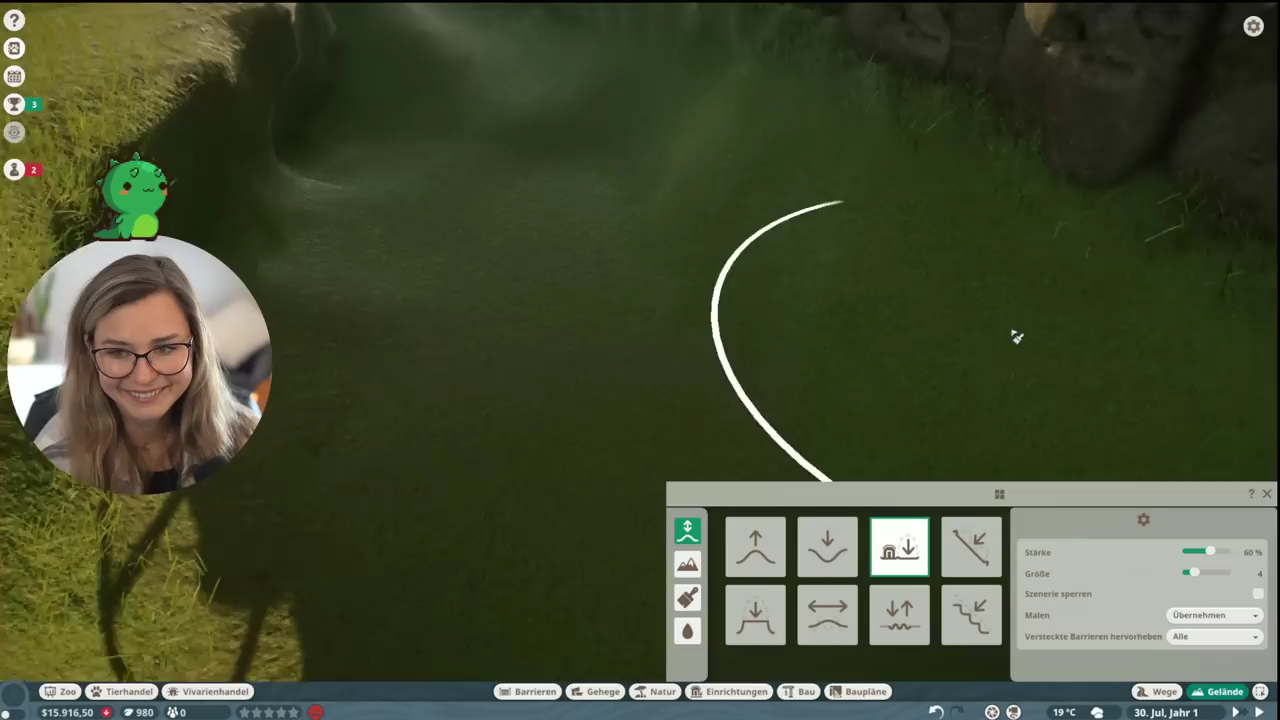 ?
3
2
?
Stärke
60 %
Größe
4
Szenerie sperren
Malen
Übernehmen
Versteckte Barrieren hervorheben
Alle
Zoo
Tierhandel
Vivarienhandel
Barrieren
Gehege
Natur
Einrichtungen
Bau
Baupläne
Wege
Gelände
$15.916,50
980
0
19 °C
30. Jul, Jahr 1